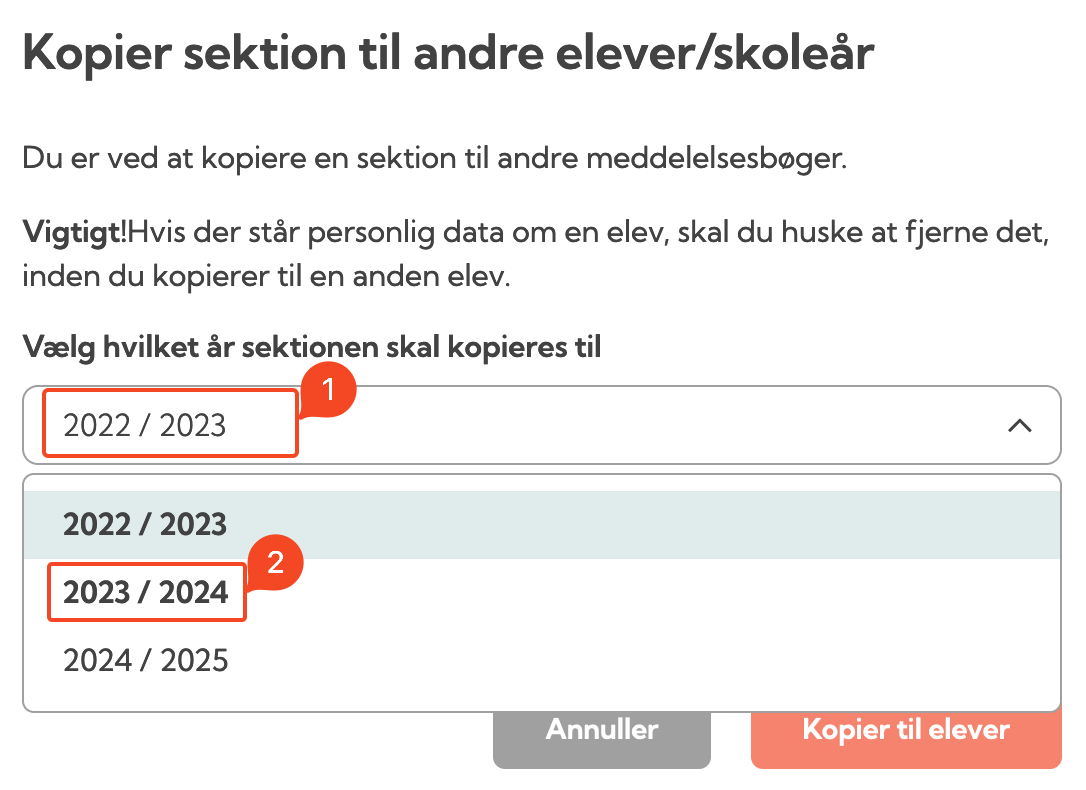 Kopier sektion til andre elever/skoleår
Du er ved at kopiere en sektion til andre meddelelsesbøger.
Vigtigt!Hvis der står personlig data om en elev, skal du huske at fjerne det,
inden du kopierer til en anden elev.
Vælg hvilket år sektionen skal kopieres til
1
2022 / 2023
2022 / 2023
2
2023 / 2024
2024 / 2025
Annuller
Kopier til elever